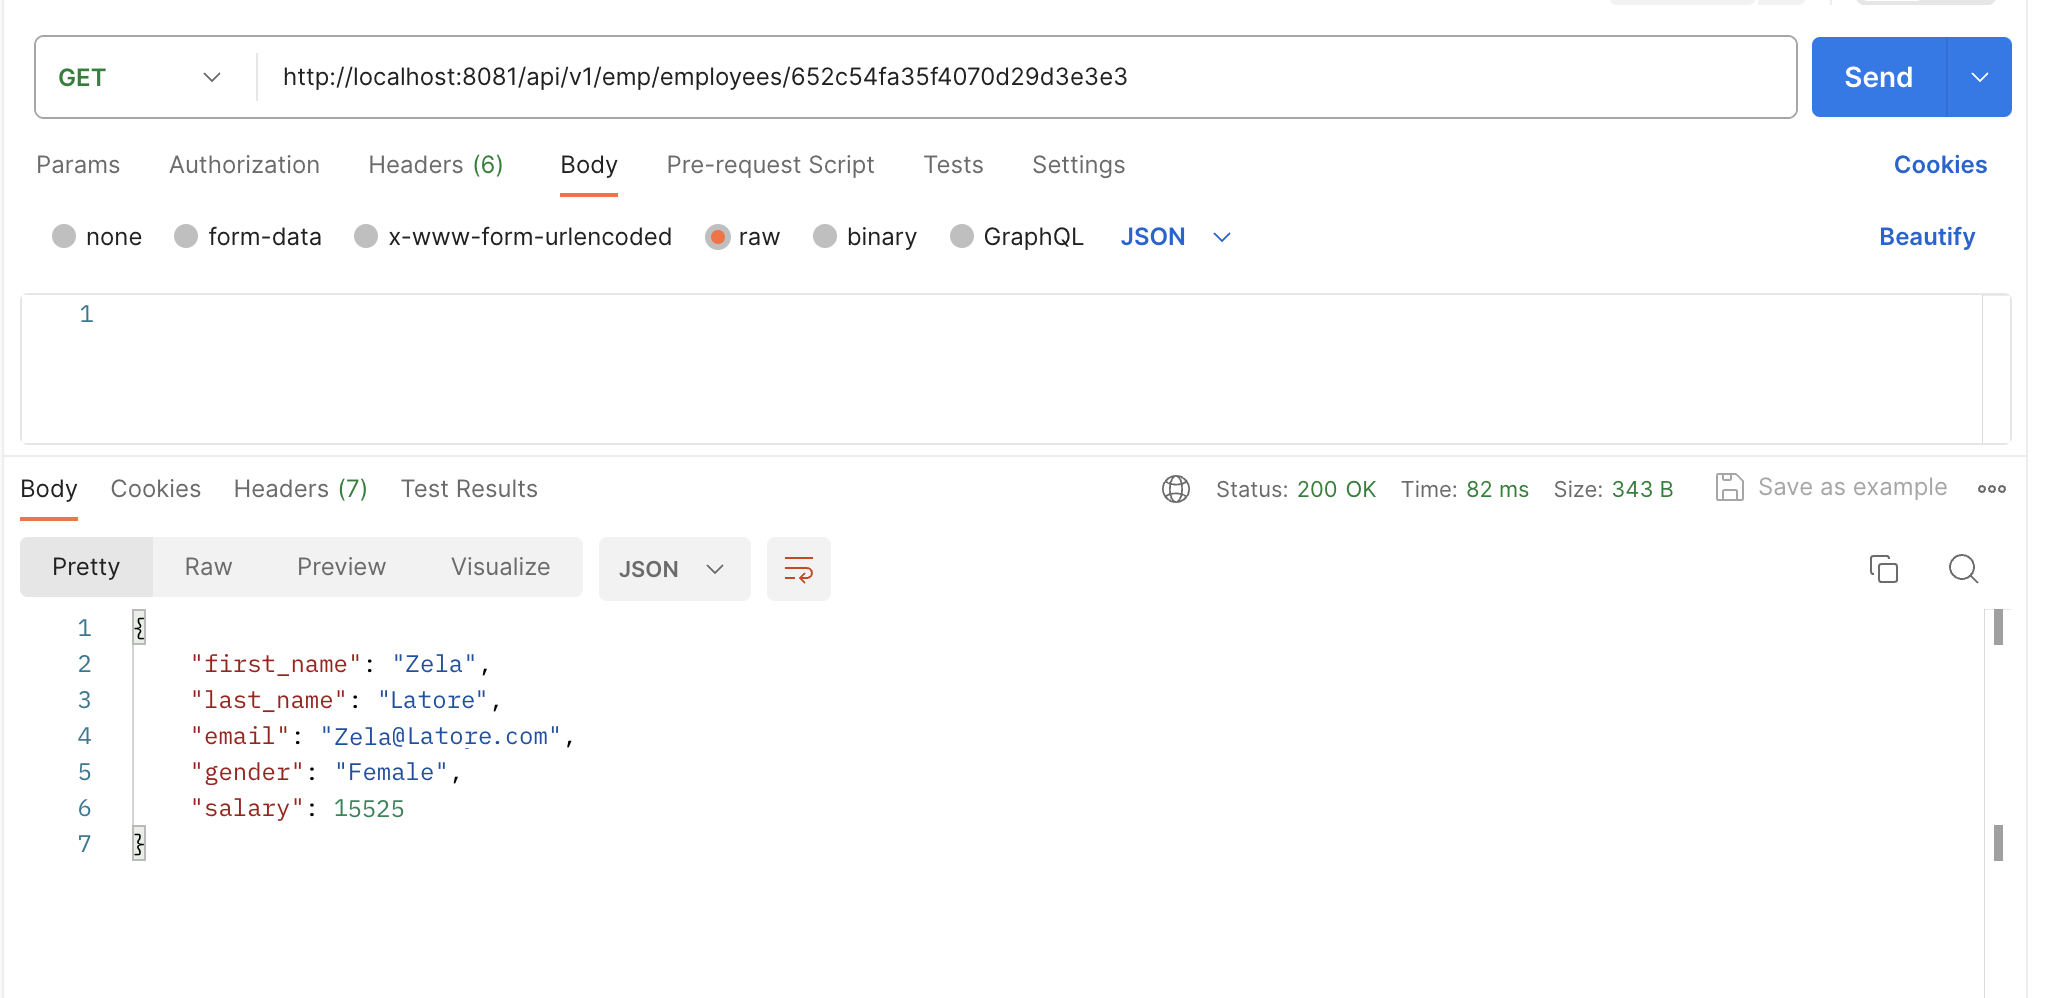 GET http://localhost:8081/api/v1/emp/employees/652c54fa35f4070d29d3e3e3 Send
Params Authorization Headers (6) Body Pre-request Script Tests Settings Cookies
none form-data x-www-form-urlencoded raw binary GraphQL JSON Beautify
1
Body Cookies Headers (7) Test Results Status: 200 OK Time: 82 ms Size: 343 B Save as example
Pretty Raw Preview Visualize JSON
1 {
2 "first_name": "Zela",
3 "last_name": "Latore",
4 "email": "Zela@Latore.com",
5 "gender": "Female",
6 "salary": 15525
7 }